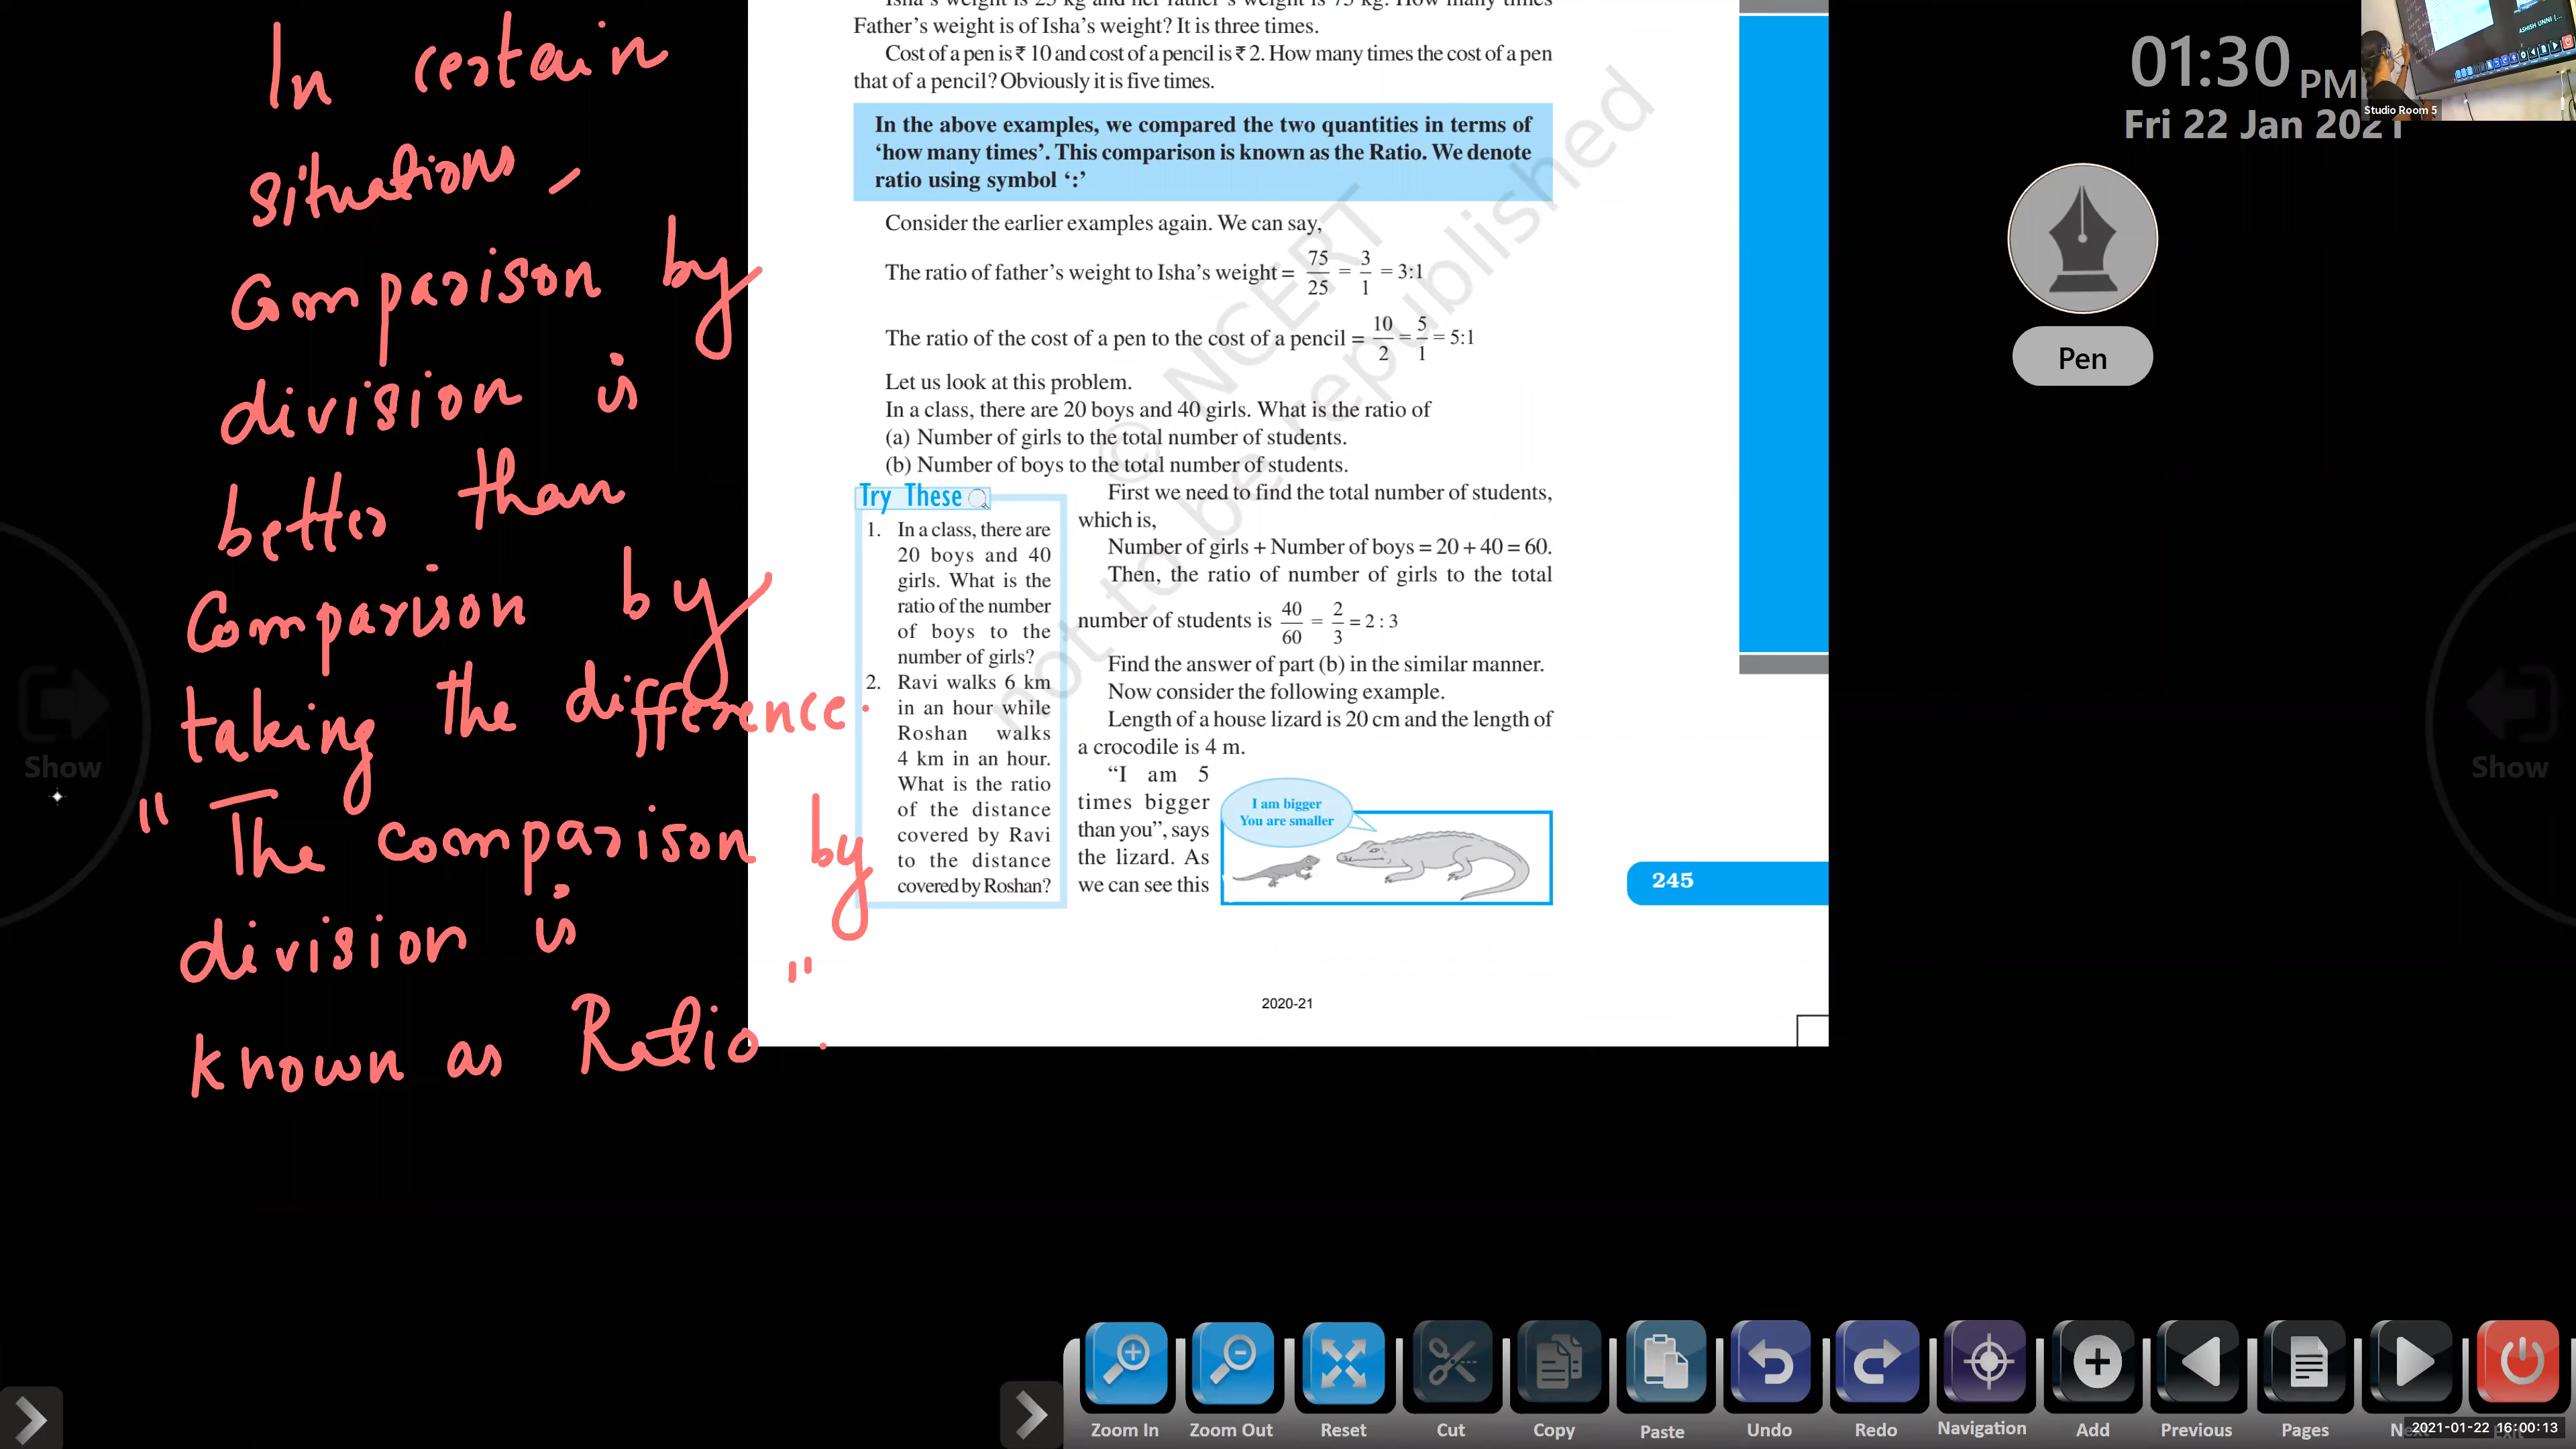 In certain
situations,
Comparison by
division is
better than
Comparison by
taking the difference.
" The comparison by
division is
known as Ratio ".
Father's weight is of Isha's weight? It is three times.
Cost of a pen is ₹ 10 and cost of a pencil is ₹ 2. How many times the cost of a pen
that of a pencil? Obviously it is five times.
In the above examples, we compared the two quantities in terms of
'how many times'. This comparison is known as the Ratio. We denote
ratio using symbol ':'
Consider the earlier examples again. We can say,
The ratio of father's weight to Isha's weight = 75/25 = 3/1 = 3:1
The ratio of the cost of a pen to the cost of a pencil = 10/2 = 5/1 = 5:1
Let us look at this problem.
In a class, there are 20 boys and 40 girls. What is the ratio of
(a) Number of girls to the total number of students.
(b) Number of boys to the total number of students.
Try These
1. In a class, there are
20 boys and 40
girls. What is the
ratio of the number
of boys to the
number of girls?
2. Ravi walks 6 km
in an hour while
Roshan walks
4 km in an hour.
What is the ratio
of the distance
covered by Ravi
to the distance
covered by Roshan?
First we need to find the total number of students,
which is,
Number of girls + Number of boys = 20 + 40 = 60.
Then, the ratio of number of girls to the total
number of students is 40/60 = 2/3 = 2 : 3
Find the answer of part (b) in the similar manner.
Now consider the following example.
Length of a house lizard is 20 cm and the length of
a crocodile is 4 m.
"I am 5
times bigger
than you", says
the lizard. As
we can see this
I am bigger
You are smaller
© NCERT
not to be republished
245
2020-21
01:30 PM
Fri 22 Jan 2021
Studio Room 5
Pen
Show
Show
Zoom In
Zoom Out
Reset
Cut
Copy
Paste
Undo
Redo
Navigation
Add
Previous
Pages
2021-01-22 16:00:13